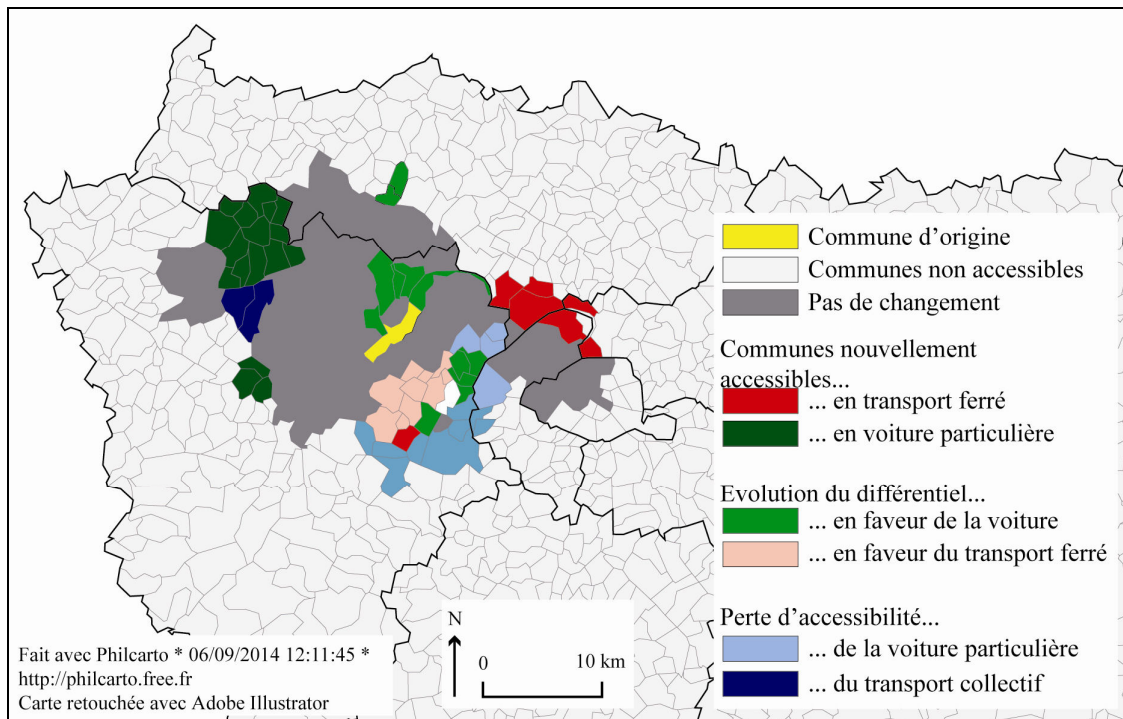 Commune d'origine
Communes non accessibles
Pas de changement
Communes nouvellement
accessibles...
... en transport ferré
... en voiture particulière
Evolution du différentiel...
... en faveur de la voiture
... en faveur du transport ferré
Perte d'accessibilité...
... de la voiture particulière
... du transport collectif
N
0 10 km
Fait avec Philcarto * 06/09/2014 12:11:45 *
http://philcarto.free.fr
Carte retouchée avec Adobe Illustrator